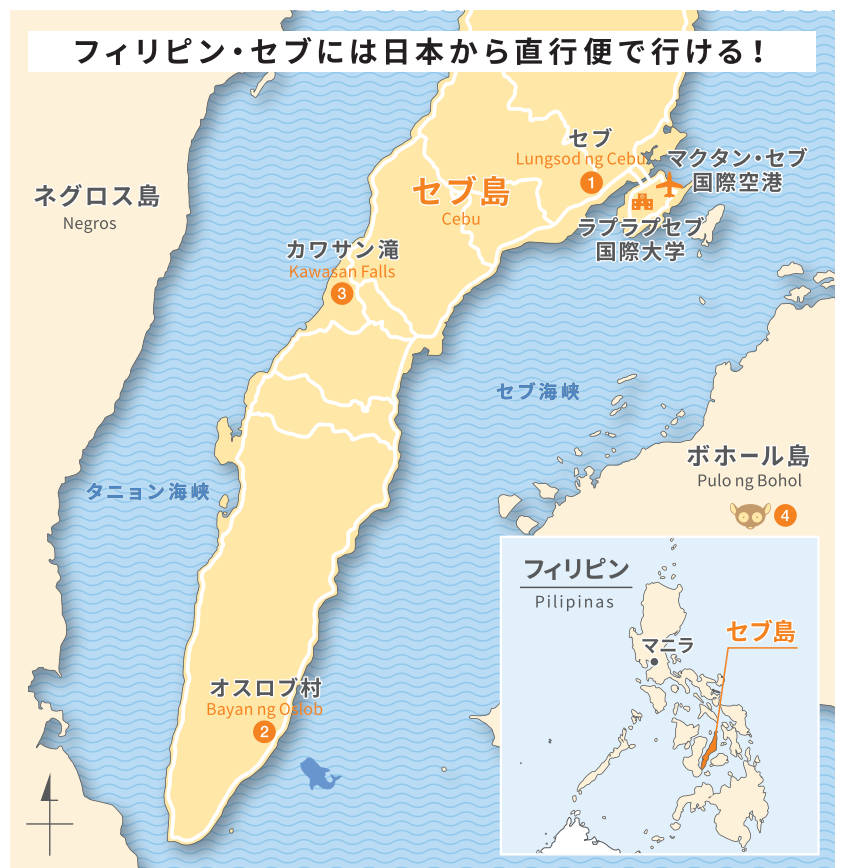 フィリピン・セブには日本から直行便で行ける！
セブ
Lungsod ng Cebu
1
マクタン・セブ
国際空港
ネグロス島
Negros
セブ島
Cebu
ラプラプセブ
国際大学
カワサン滝
Kawasan Falls
3
セブ海峡
タニョン海峡
ボホール島
Pulo ng Bohol
4
フィリピン
Pilipinas
セブ島
マニラ
オスロブ村
Bayan ng Oslob
2